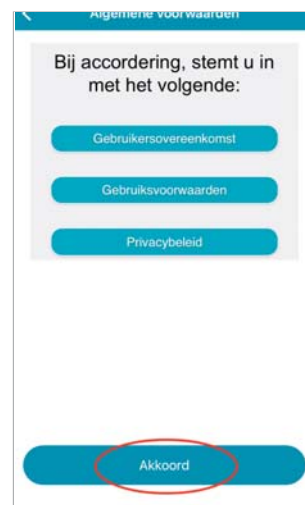 Algemene voorwaarden
Bij accordering, stemt u in
met het volgende:
Gebruikersovereenkomst
Gebruiksvoorwaarden
Privacybeleid
Akkoord